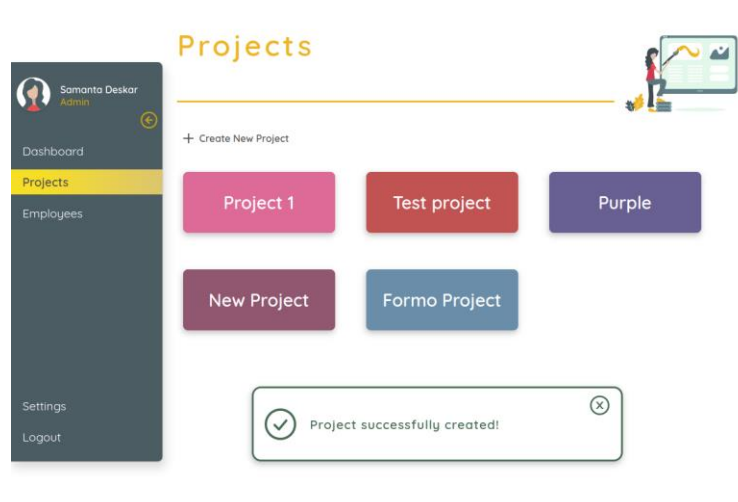 Projects
Samanta Deskar
Admin
Dashboard
Projects
Employees
Settings
Logout
+ Create New Project
Project 1
Test project
Purple
New Project
Formo Project
Project successfully created!